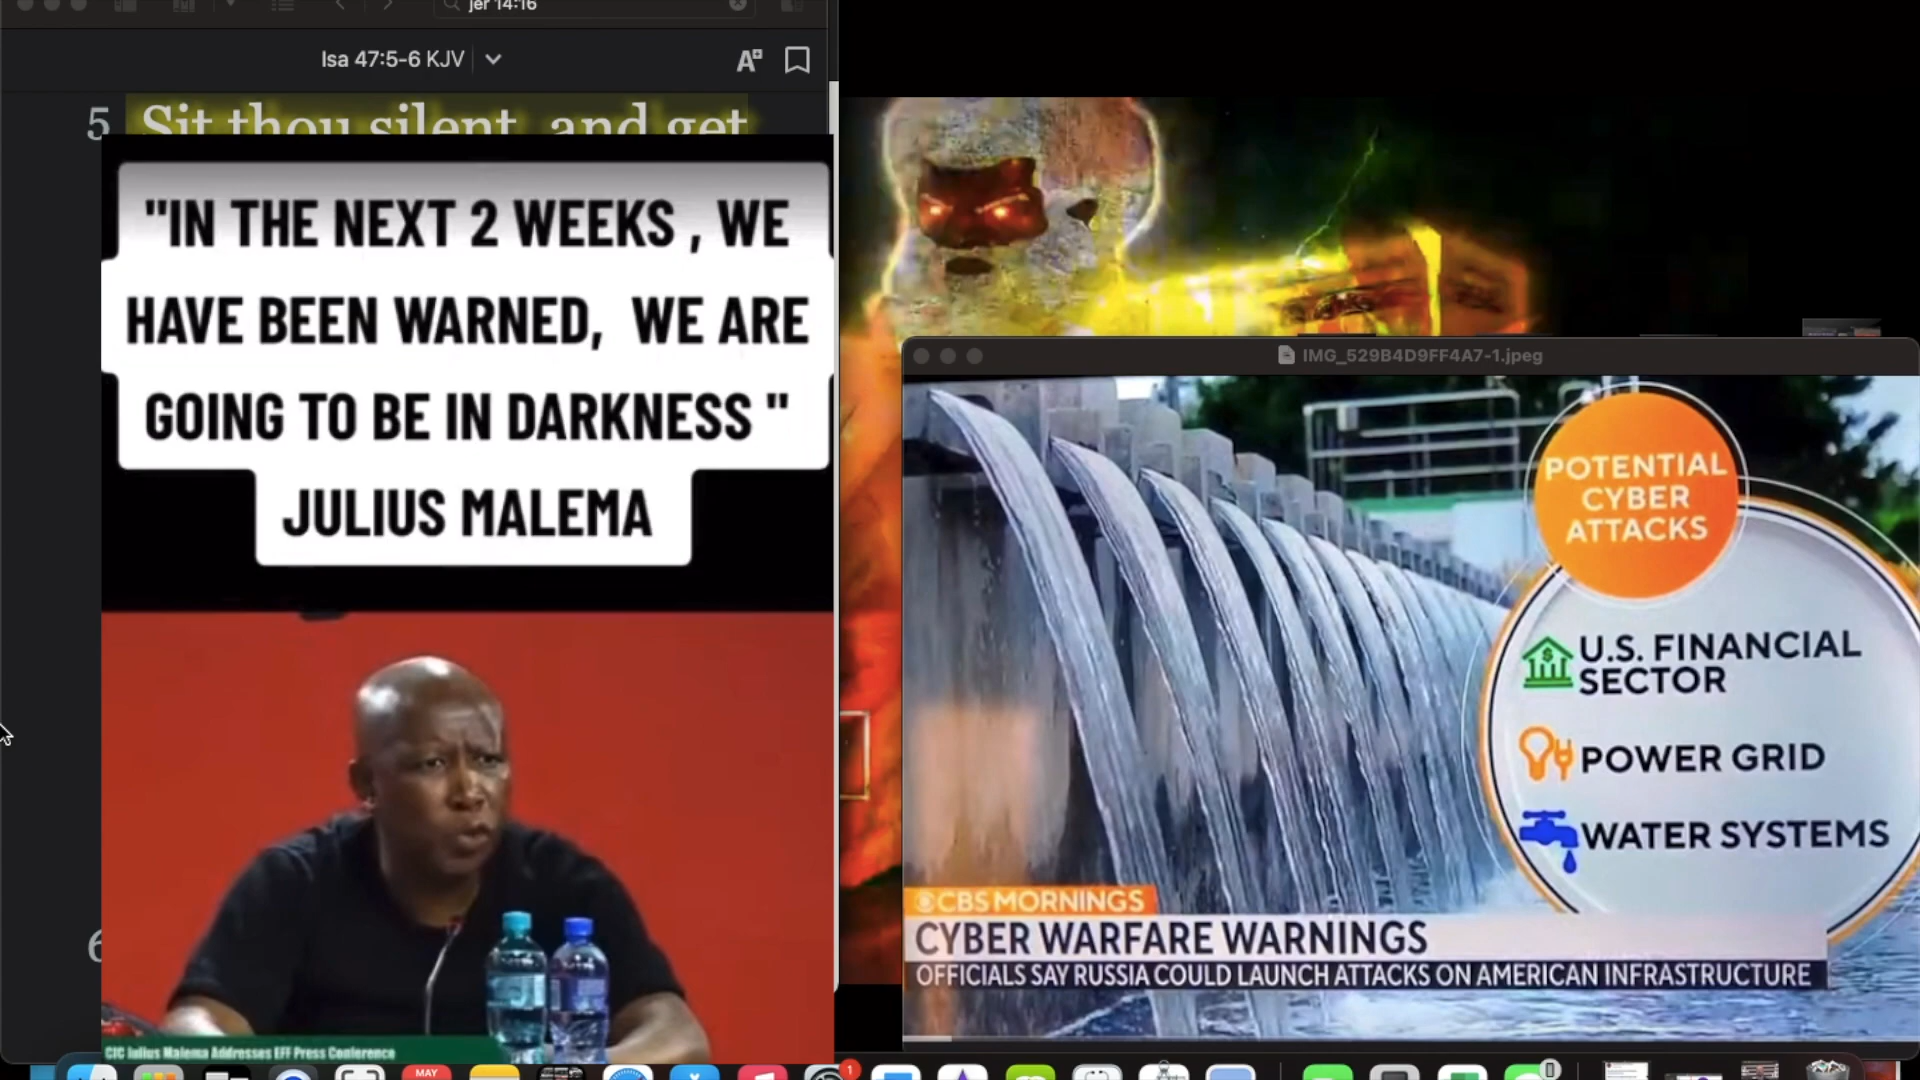 jer 14:16
Isa 47:5-6 KJV
5 Sit thou silent, and get
"IN THE NEXT 2 WEEKS , WE
HAVE BEEN WARNED, WE ARE
GOING TO BE IN DARKNESS "
JULIUS MALEMA
CIC Julius Malema Addresses EFF Press Conference
6
IMG_529B4D9FF4A7-1.jpeg
POTENTIAL
CYBER
ATTACKS
U.S. FINANCIAL
SECTOR
POWER GRID
WATER SYSTEMS
CBS MORNINGS
CYBER WARFARE WARNINGS
OFFICIALS SAY RUSSIA COULD LAUNCH ATTACKS ON AMERICAN INFRASTRUCTURE
MAY
1